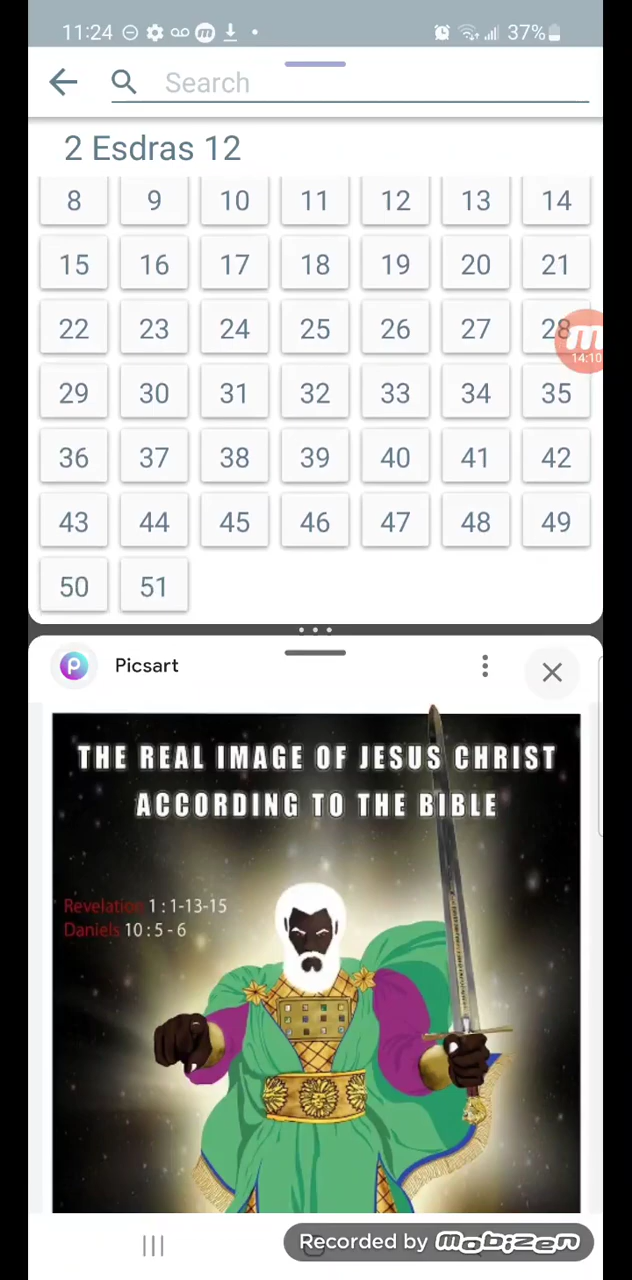 11:24 37%
Search
2 Esdras 12
8 9 10 11 12 13 14
15 16 17 18 19 20 21
22 23 24 25 26 27 28
14:10
29 30 31 32 33 34 35
36 37 38 39 40 41 42
43 44 45 46 47 48 49
50 51
Picsart
THE REAL IMAGE OF JESUS CHRIST
ACCORDING TO THE BIBLE
Revelation 1 : 1-13-15
Daniels 10 : 5 - 6
Recorded by mobizen